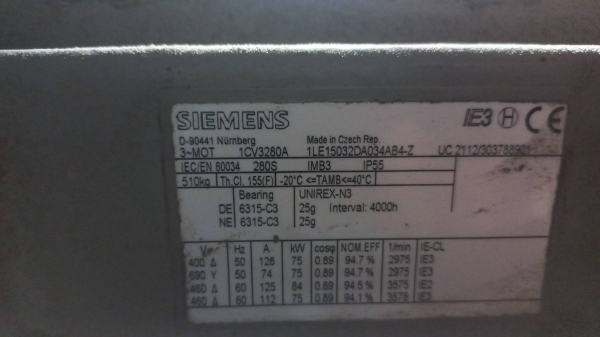 SIEMENS IE3 H CE
D-90441 Nürnberg Made in Czech Rep.
3~MOT 1CV3280A 1LE15032DA034AB4-Z UC 2112/303788901
IEC/EN 60034 280S IMB3 IP55
510kg Th.Cl. 155(F) -20°C <=TAMB<=40°C
Bearing UNIREX-N3
DE 6315-C3 25g Interval: 4000h
NE 6315-C3 25g
V Hz A kW cosφ NOM.EFF 1/min IE-CL
400 Δ 50 128 75 0.89 94.7 % 2975 IE3
690 Y 50 74 75 0.89 94.7 % 2975 IE3
460 Δ 60 125 84 0.89 94.5 % 3575 IE2
460 Δ 60 112 75 0.89 94.1 % 3578 IE3